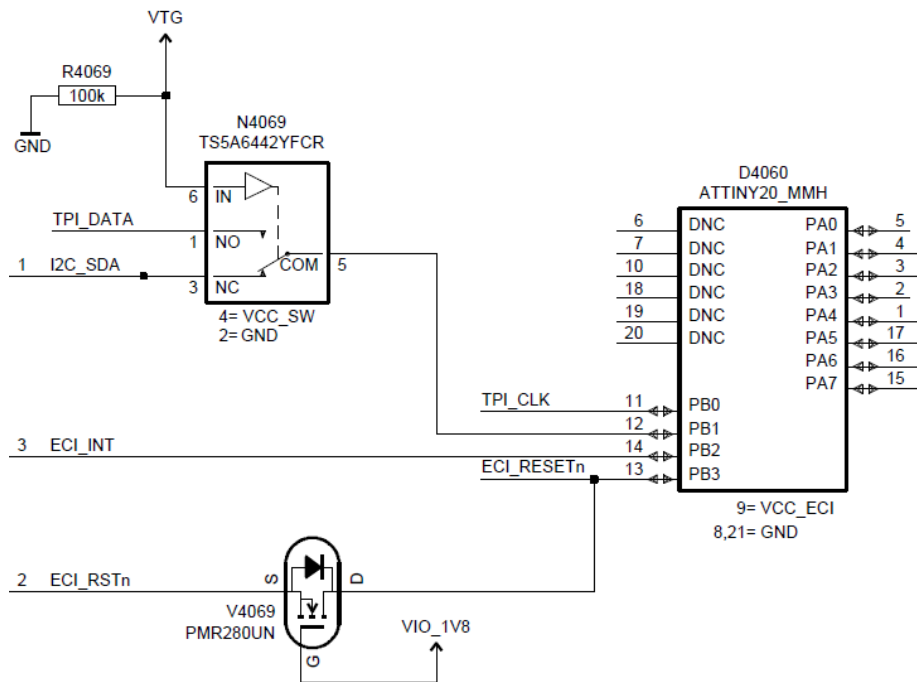 VTG
R4069
100k
GND
N4069
TS5A6442YFCR
6 IN
TPI_DATA
1 NO
1 I2C_SDA
COM 5
3 NC
4= VCC_SW
2= GND
D4060
ATTINY20_MMH
6 DNC PA0 5
7 DNC PA1 4
10 DNC PA2 3
18 DNC PA3 2
19 DNC PA4 1
20 DNC PA5 17
PA6 16
PA7 15
TPI_CLK 11 PB0
12 PB1
3 ECI_INT 14 PB2
ECI_RESETn 13 PB3
9= VCC_ECI
8,21= GND
2 ECI_RSTn
S D
V4069
PMR280UN
G
VIO_1V8